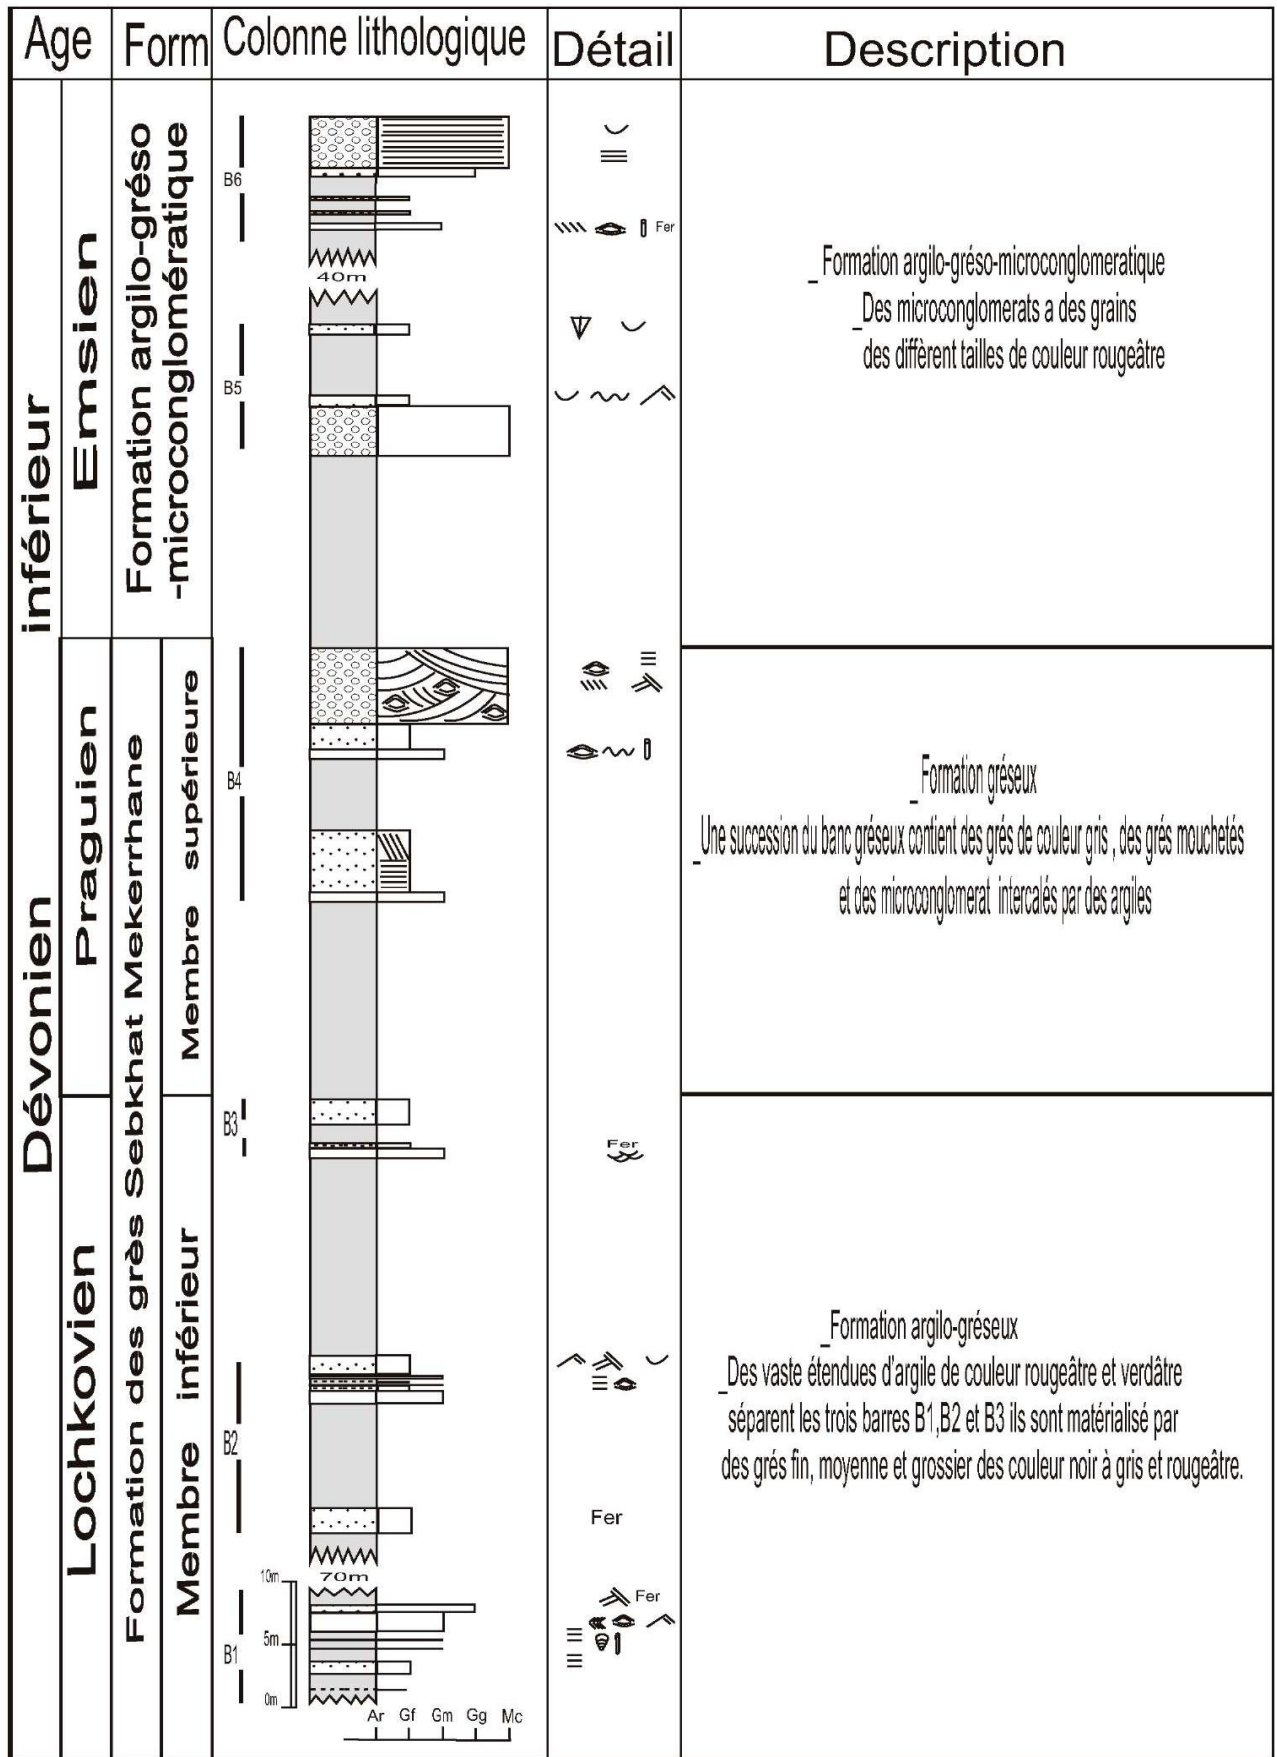 Age
Form
Colonne lithologique
Détail
Description
Dévonien inférieur
Emsien
Formation argilo-gréso
-microconglomératique
B6
40m
B5
Fer
_Formation argilo-gréso-microconglomeratique
_Des microconglomerats a des grains
des diffèrent tailles de couleur rougeâtre
Praguien
Formation des grès Sebkhat Mekerrhane
Membre supérieure
B4
_Formation gréseux
_Une succession du banc gréseux contient des grés de couleur gris , des grés mouchetés
et des microconglomerat intercalés par des argiles
Lochkovien
Membre inférieur
B3
Fer
B2
Fer
70m
10m
5m
0m
B1
Fer
Ar Gf Gm Gg Mc
_Formation argilo-gréseux
_Des vaste étendues d'argile de couleur rougeâtre et verdâtre
séparent les trois barres B1,B2 et B3 ils sont matérialisé par
des grés fin, moyenne et grossier des couleur noir à gris et rougeâtre.